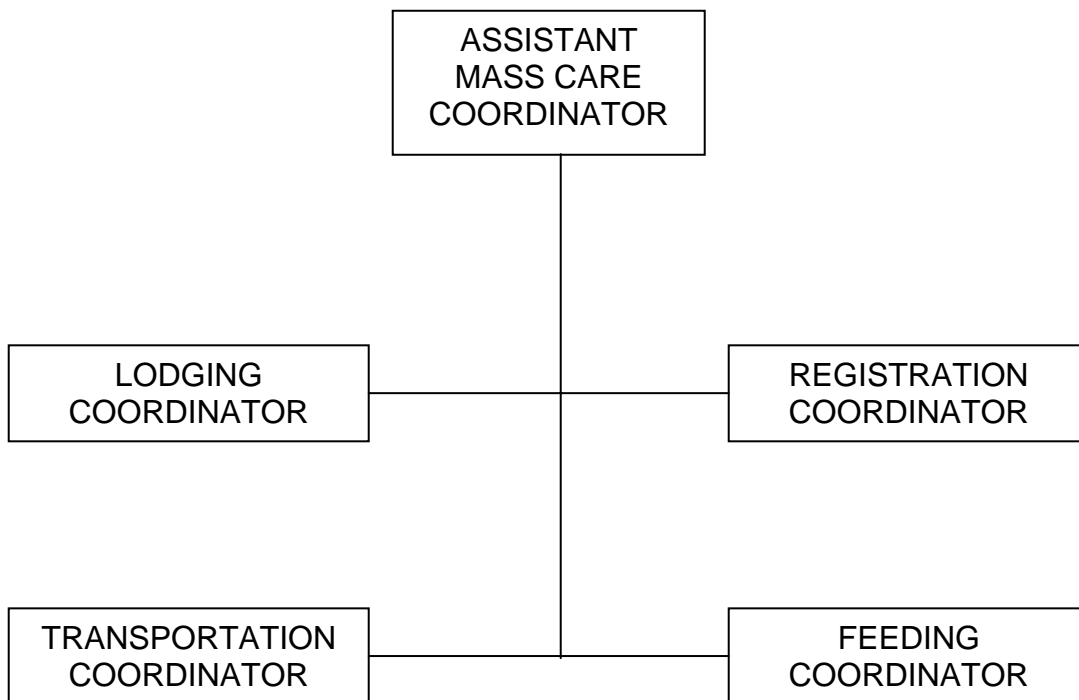 ASSISTANT
MASS CARE
COORDINATOR
LODGING
COORDINATOR
REGISTRATION
COORDINATOR
TRANSPORTATION
COORDINATOR
FEEDING
COORDINATOR